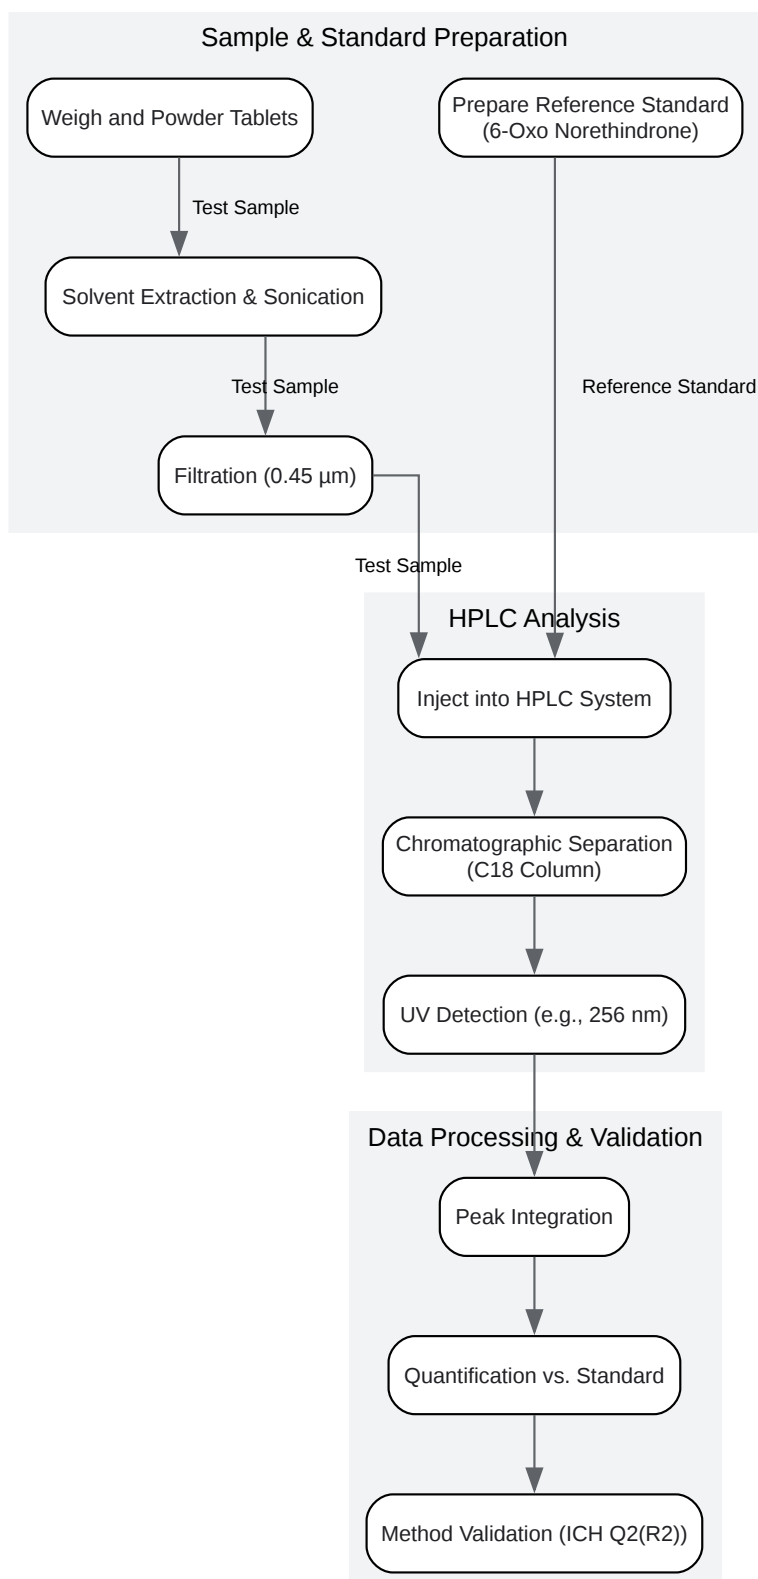 Sample & Standard Preparation
Weigh and Powder Tablets
Prepare Reference Standard
(6-Oxo Norethindrone)
Test Sample
Solvent Extraction & Sonication
Test Sample
Reference Standard
Filtration (0.45 µm)
Test Sample
HPLC Analysis
Inject into HPLC System
Chromatographic Separation
(C18 Column)
UV Detection (e.g., 256 nm)
Data Processing & Validation
Peak Integration
Quantification vs. Standard
Method Validation (ICH Q2(R2))